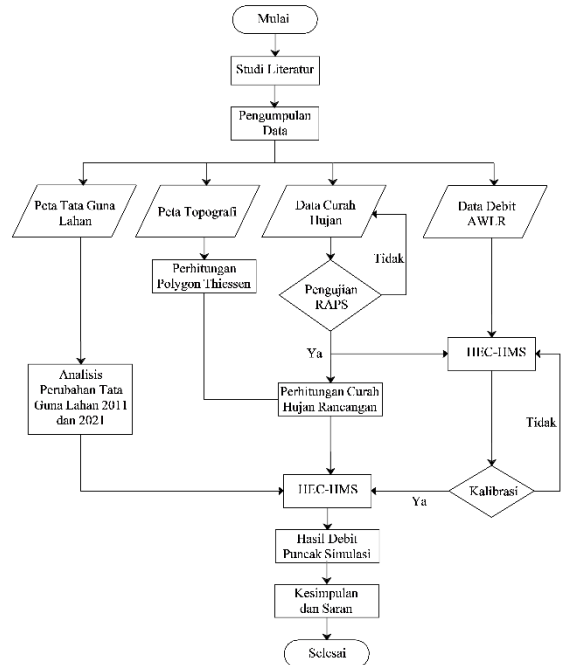 Mulai
Studi Literatur
Pengumpulan
Data
Peta Tata Guna
Lahan
Peta Topografi
Data Curah
Hujan
Data Debit
AWLR
Tidak
Perhitungan
Polygon Thiessen
Pengujian
RAPS
Ya
HEC-HMS
Analisis
Perubahan Tata
Guna Lahan 2011
dan 2021
Perhitungan Curah
Hujan Rancangan
Tidak
HEC-HMS
Ya
Kalibrasi
Hasil Debit
Puncak Simulasi
Kesimpulan
dan Saran
Selesai